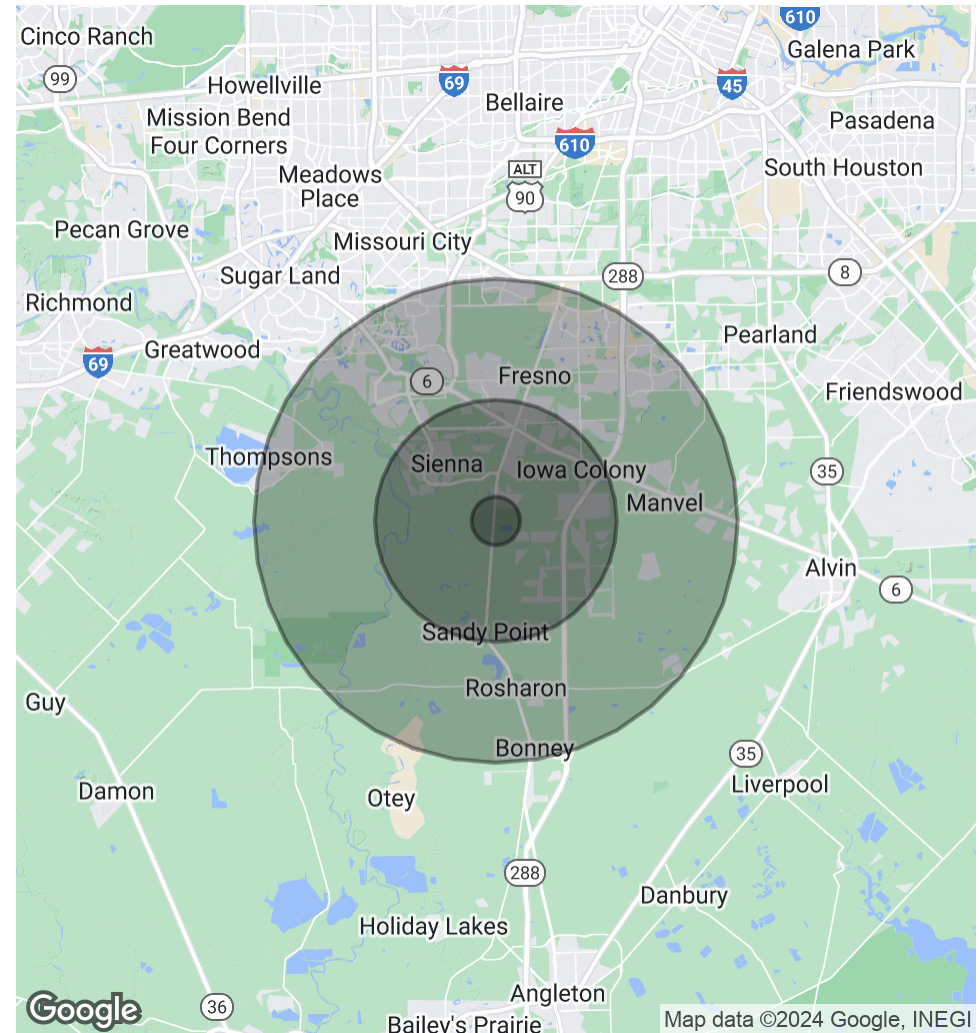 610
Cinco Ranch
Galena Park
99
69
45
Howellville
Bellaire
Mission Bend
Pasadena
610
Four Corners
ALT
South Houston
Meadows
Place
90
Pecan Grove
Missouri City
Sugar Land
288
8
Richmond
Pearland
Greatwood
69
6
Fresno
Friendswood
Thompsons
Sienna
Iowa Colony
35
Manvel
Alvin
6
Sandy Point
Rosharon
Guy
Bonney
35
Damon
Liverpool
Otey
288
Danbury
Holiday Lakes
Angleton
36
Google
Bailey's Prairie
Map data ©2024 Google, INEGI